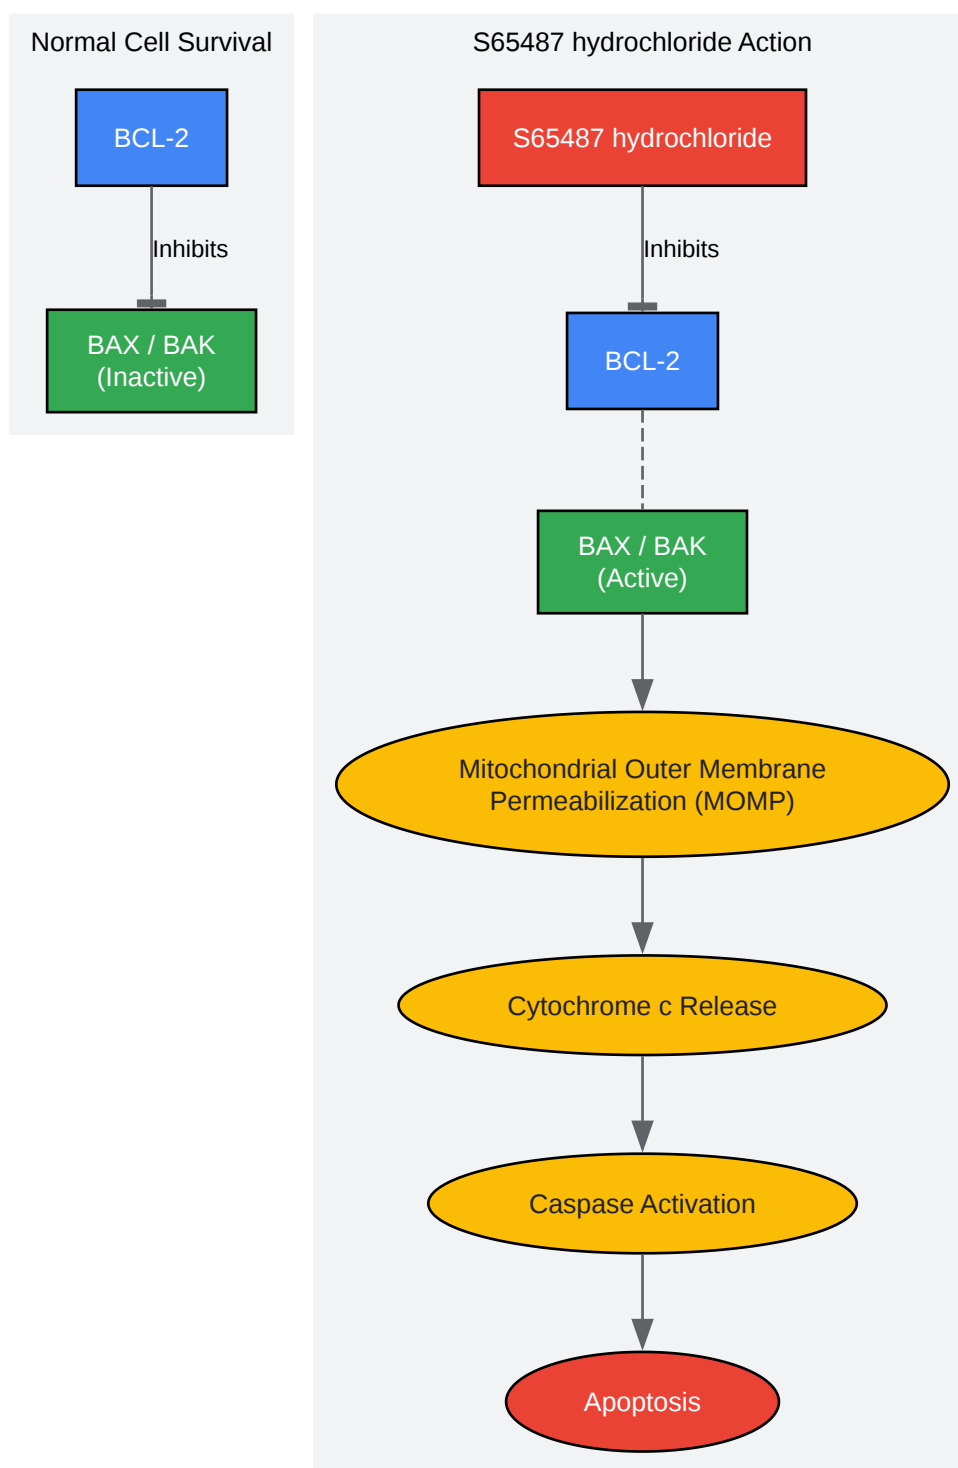 Normal Cell Survival
BCL-2
Inhibits
BAX / BAK
(Inactive)
S65487 hydrochloride Action
S65487 hydrochloride
Inhibits
BCL-2
BAX / BAK
(Active)
Mitochondrial Outer Membrane
Permeabilization (MOMP)
Cytochrome c Release
Caspase Activation
Apoptosis